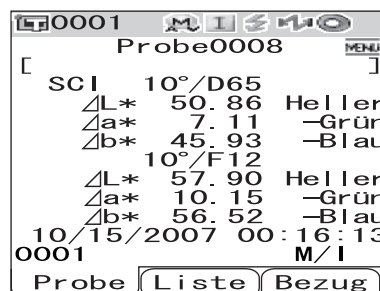 0001 M I
Probe0008 MENU
[ ]
SCI 10°/D65
⊿L* 50.86 Heller
⊿a* 7.11 –Grün
⊿b* 45.93 –Blau
10°/F12
⊿L* 57.90 Heller
⊿a* 10.15 –Grün
⊿b* 56.52 –Blau
10/15/2007 00:16:13
0001 M/I
Probe Liste Bezug